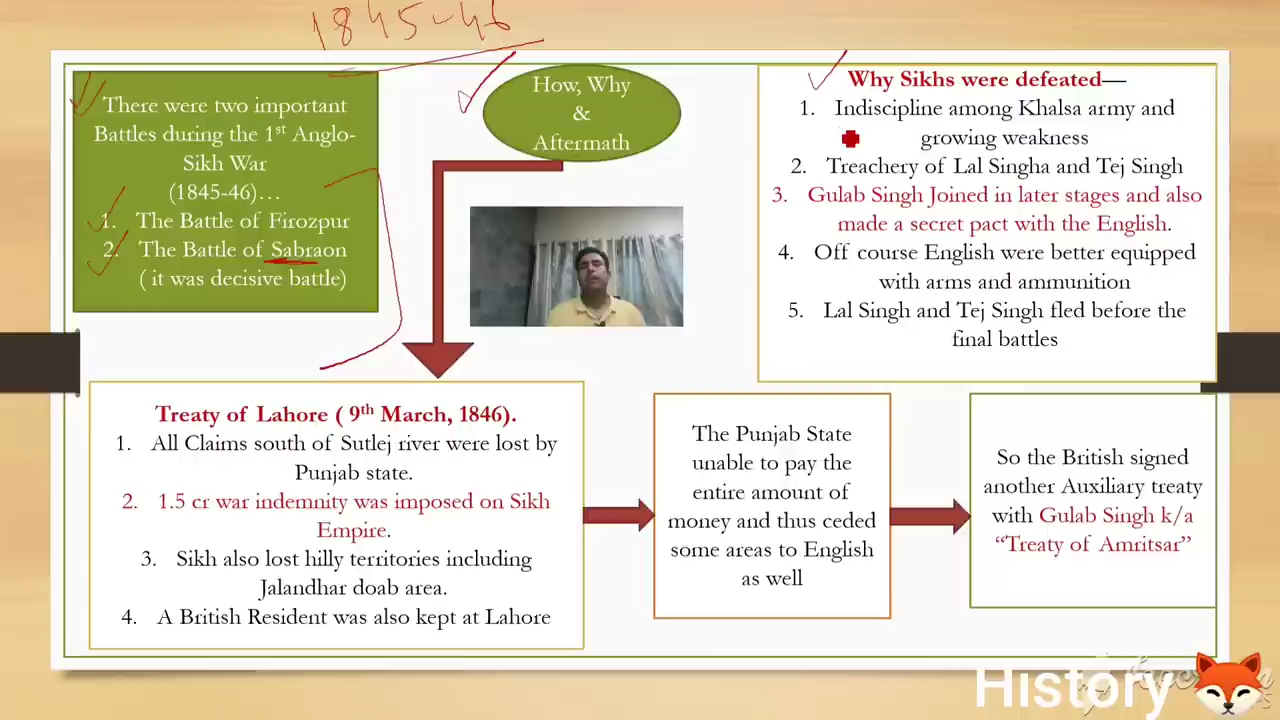 1845-46
There were two important
Battles during the 1st Anglo-
Sikh War
(1845-46)…
1. The Battle of Firozpur
2. The Battle of Sabraon
( it was decisive battle)
How, Why
&
Aftermath
Why Sikhs were defeated—
1. Indiscipline among Khalsa army and
growing weakness
2. Treachery of Lal Singha and Tej Singh
3. Gulab Singh Joined in later stages and also
made a secret pact with the English.
4. Off course English were better equipped
with arms and ammunition
5. Lal Singh and Tej Singh fled before the
final battles
Treaty of Lahore ( 9th March, 1846).
1. All Claims south of Sutlej river were lost by
Punjab state.
2. 1.5 cr war indemnity was imposed on Sikh
Empire.
3. Sikh also lost hilly territories including
Jalandhar doab area.
4. A British Resident was also kept at Lahore
The Punjab State
unable to pay the
entire amount of
money and thus ceded
some areas to English
as well
So the British signed
another Auxiliary treaty
with Gulab Singh k/a
“Treaty of Amritsar”
History